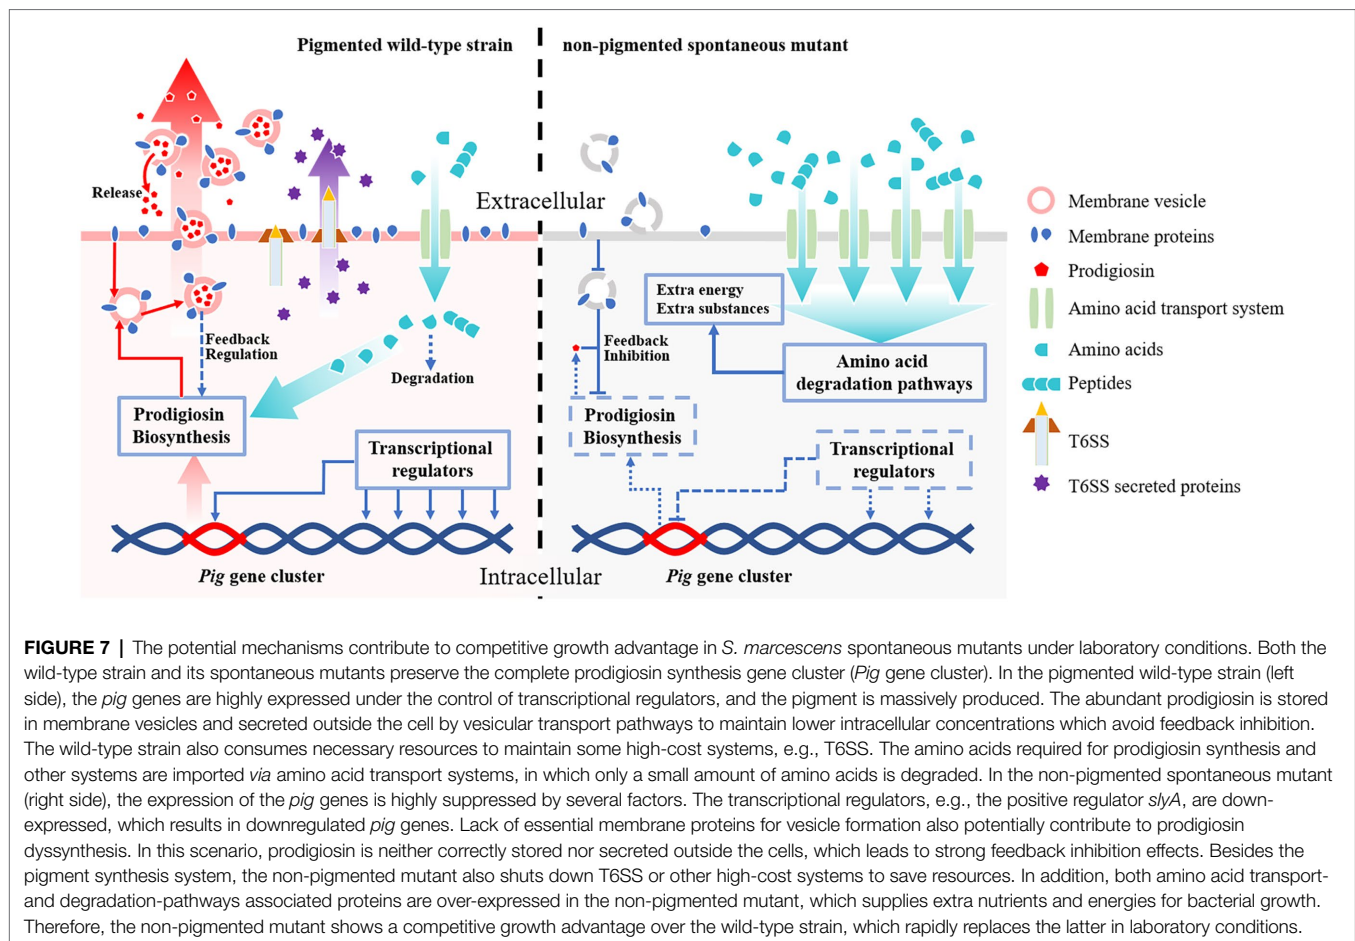 Pigmented wild-type strain
non-pigmented spontaneous mutant
Release
Extracellular
Feedback
Regulation
Degradation
Prodigiosin
Biosynthesis
Transcriptional
regulators
Pig gene cluster
Intracellular
Extra energy
Extra substances
Feedback
Inhibition
Amino acid
degradation pathways
Prodigiosin
Biosynthesis
Transcriptional
regulators
Pig gene cluster
Membrane vesicle
Membrane proteins
Prodigiosin
Amino acid transport system
Amino acids
Peptides
T6SS
T6SS secreted proteins
FIGURE 7 | The potential mechanisms contribute to competitive growth advantage in S. marcescens spontaneous mutants under laboratory conditions. Both the
wild-type strain and its spontaneous mutants preserve the complete prodigiosin synthesis gene cluster (Pig gene cluster). In the pigmented wild-type strain (left
side), the pig genes are highly expressed under the control of transcriptional regulators, and the pigment is massively produced. The abundant prodigiosin is stored
in membrane vesicles and secreted outside the cell by vesicular transport pathways to maintain lower intracellular concentrations which avoid feedback inhibition.
The wild-type strain also consumes necessary resources to maintain some high-cost systems, e.g., T6SS. The amino acids required for prodigiosin synthesis and
other systems are imported via amino acid transport systems, in which only a small amount of amino acids is degraded. In the non-pigmented spontaneous mutant
(right side), the expression of the pig genes is highly suppressed by several factors. The transcriptional regulators, e.g., the positive regulator slyA, are down-
expressed, which results in downregulated pig genes. Lack of essential membrane proteins for vesicle formation also potentially contribute to prodigiosin
dyssynthesis. In this scenario, prodigiosin is neither correctly stored nor secreted outside the cells, which leads to strong feedback inhibition effects. Besides the
pigment synthesis system, the non-pigmented mutant also shuts down T6SS or other high-cost systems to save resources. In addition, both amino acid transport-
and degradation-pathways associated proteins are over-expressed in the non-pigmented mutant, which supplies extra nutrients and energies for bacterial growth.
Therefore, the non-pigmented mutant shows a competitive growth advantage over the wild-type strain, which rapidly replaces the latter in laboratory conditions.